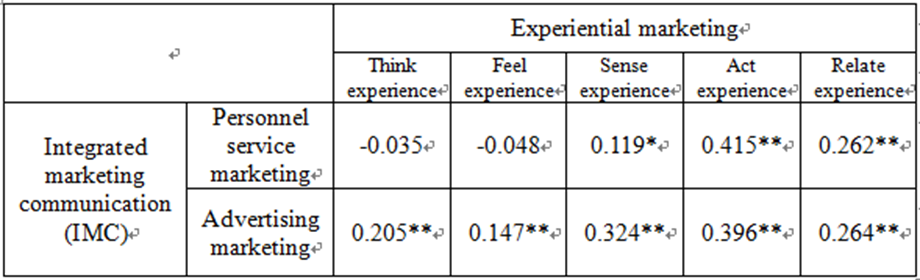 Experiential marketing
Think
experience
Feel
experience
Sense
experience
Act
experience
Relate
experience
Integrated
marketing
communication
(IMC)
Personnel
service
marketing
-0.035
-0.048
0.119*
0.415**
0.262**
Advertising
marketing
0.205**
0.147**
0.324**
0.396**
0.264**